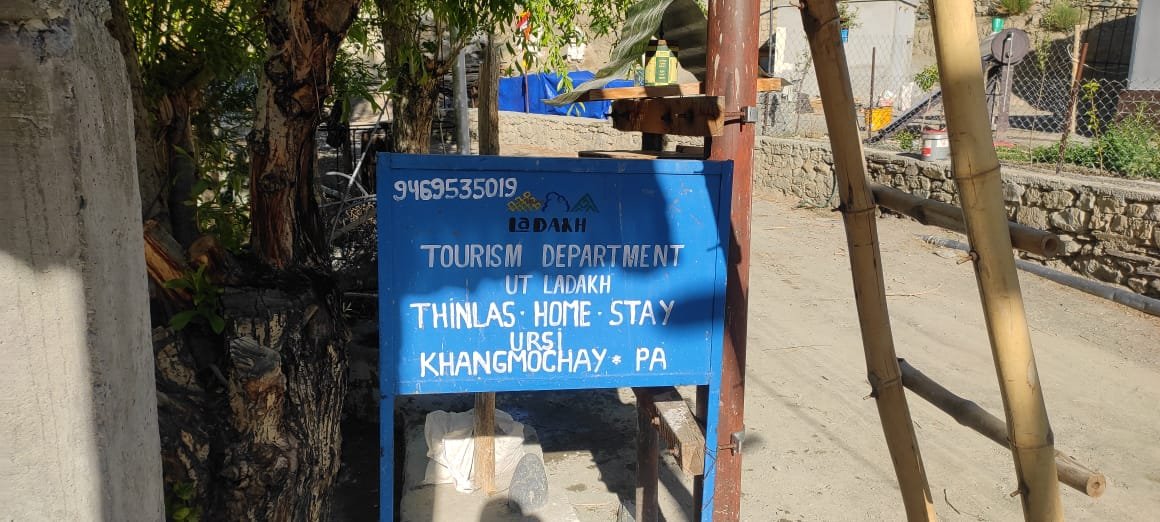 9469535019
LaDAKH
TOURISM DEPARTMENT
UT LADAKH
THiNLAS · HOME · STAY
URSi
KHANGMOCHAY * PA